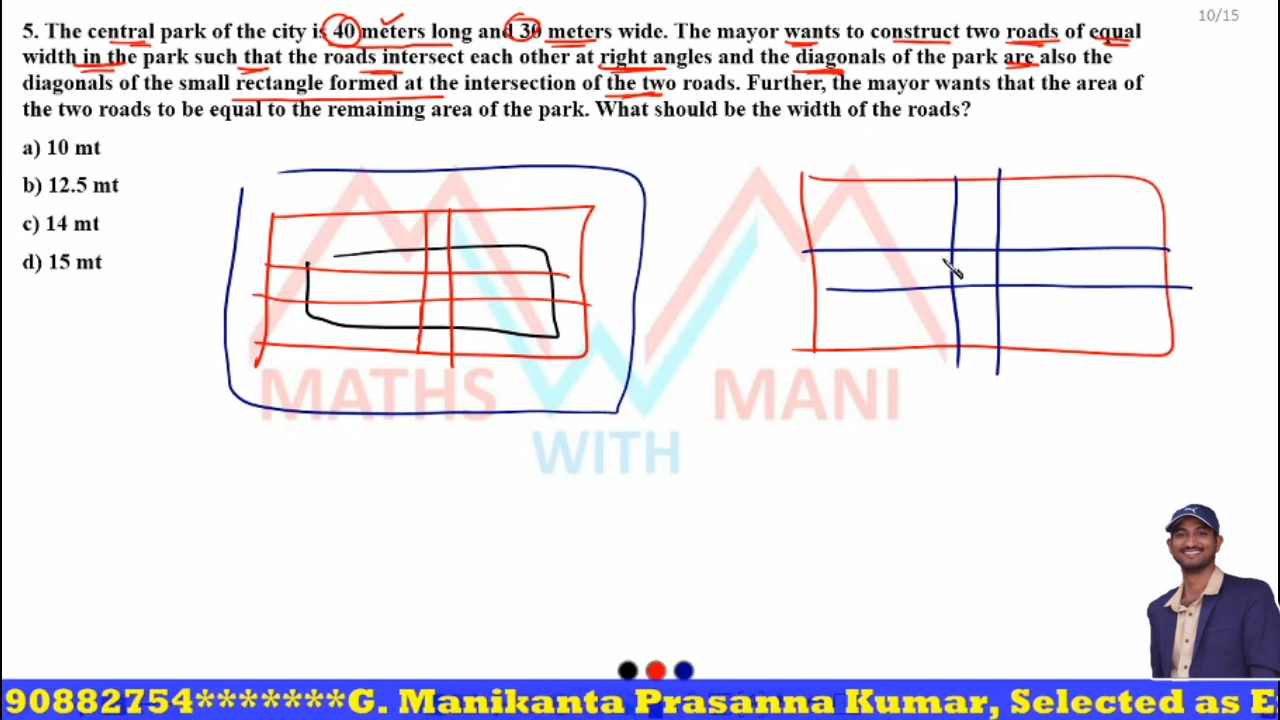 10/15
5. The central park of the city is 40 meters long and 30 meters wide. The mayor wants to construct two roads of equal
width in the park such that the roads intersect each other at right angles and the diagonals of the park are also the
diagonals of the small rectangle formed at the intersection of the two roads. Further, the mayor wants that the area of
the two roads to be equal to the remaining area of the park. What should be the width of the roads?
a) 10 mt
b) 12.5 mt
c) 14 mt
d) 15 mt
MATHS MANI
WITH
90882754*******G. Manikanta Prasanna Kumar, Selected as E